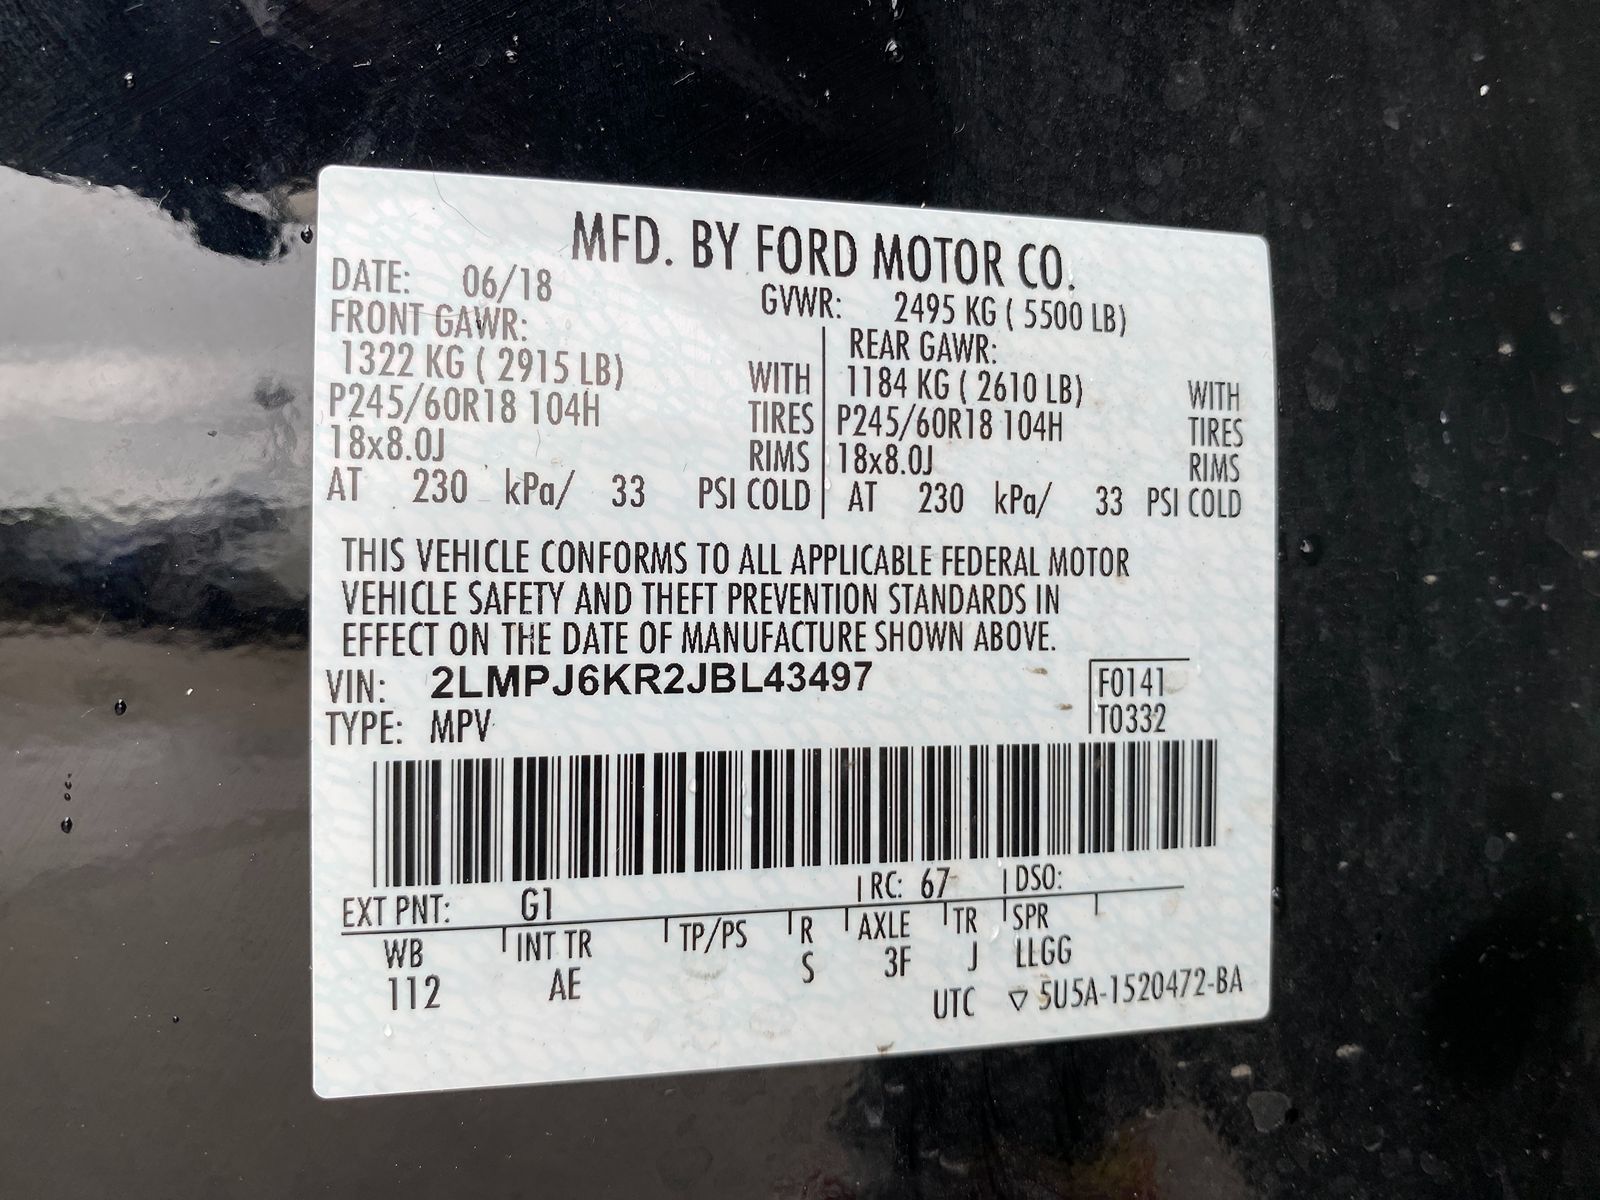 MFD. BY FORD MOTOR CO.
DATE: 06/18 GVWR: 2495 KG ( 5500 LB)
FRONT GAWR: REAR GAWR:
1322 KG ( 2915 LB) WITH 1184 KG ( 2610 LB) WITH
P245/60R18 104H TIRES P245/60R18 104H TIRES
18x8.0J RIMS 18x8.0J RIMS
AT 230 kPa/ 33 PSI COLD AT 230 kPa/ 33 PSI COLD
THIS VEHICLE CONFORMS TO ALL APPLICABLE FEDERAL MOTOR
VEHICLE SAFETY AND THEFT PREVENTION STANDARDS IN
EFFECT ON THE DATE OF MANUFACTURE SHOWN ABOVE.
VIN: 2LMPJ6KR2JBL43497 F0141
TYPE: MPV T0332
EXT PNT: G1 RC: 67 DSO:
WB INT TR TP/PS R AXLE TR SPR
112 AE S 3F J LLGG
UTC ▽ 5U5A-1520472-BA